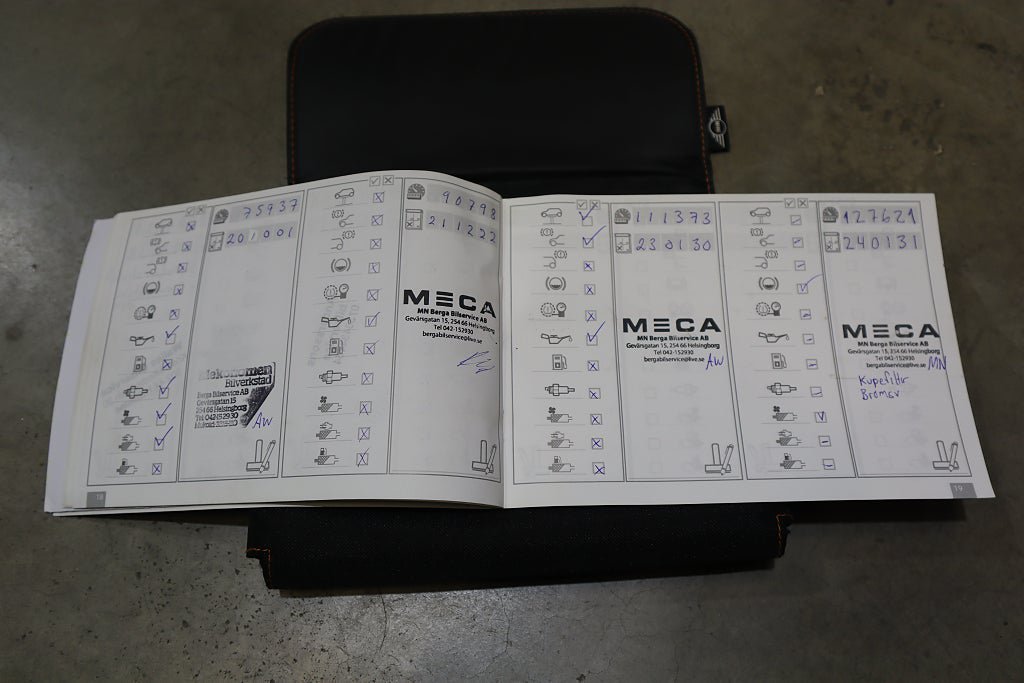 75937
201001
Mekonomen
Bilverkstad
Berga Bilservice AB
Gevärsgatan 15
254 66 Helsingborg
Tel 042-15 29 30
AW
18
90798
211222
MECA
MN Berga Bilservice AB
Gevärsgatan 15, 254 66 Helsingborg
Tel 042-152930
bergabilservice@live.se
111373
230130
MECA
MN Berga Bilservice AB
Gevärsgatan 15, 254 66 Helsingborg
Tel 042-152930
bergabilservice@live.se
AW
127621
240131
MECA
MN Berga Bilservice AB
Gevärsgatan 15, 254 66 Helsingborg
Tel 042-152930
bergabilservice@live.se
MN
Kupefilter
Bromsv
19